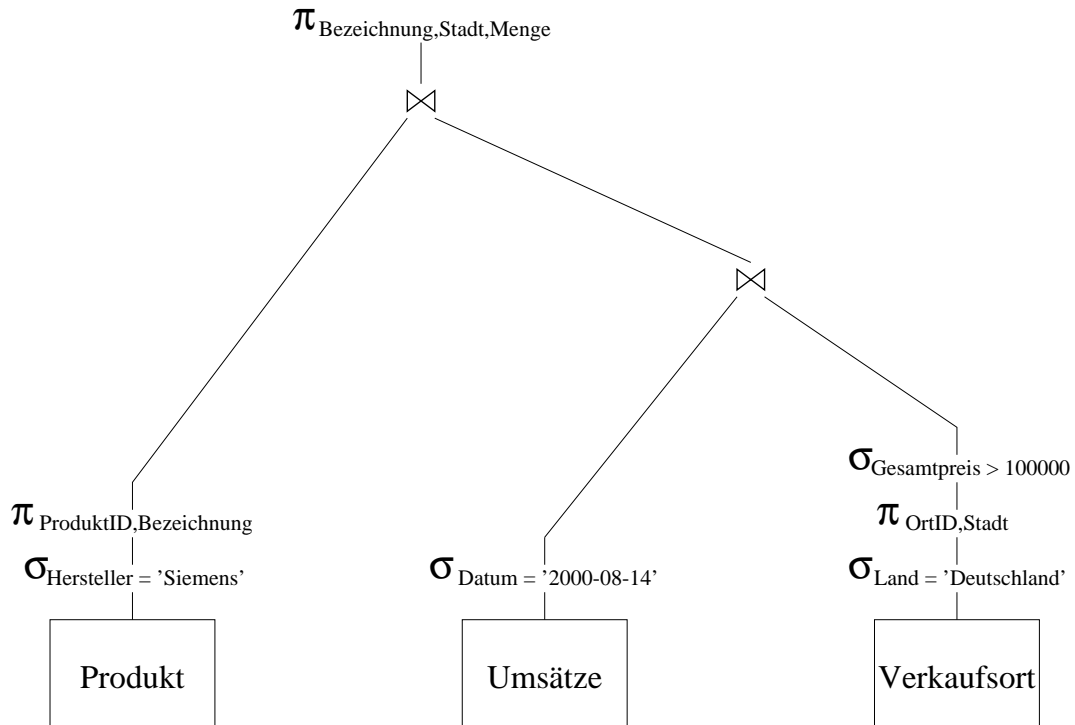 π Bezeichnung,Stadt,Menge
⋈
⋈
σ Gesamtpreis > 100000
π ProduktID,Bezeichnung
π OrtID,Stadt
σ Hersteller = ’Siemens’
σ Datum = ’2000-08-14’
σ Land = ’Deutschland’
Produkt
Umsätze
Verkaufsort